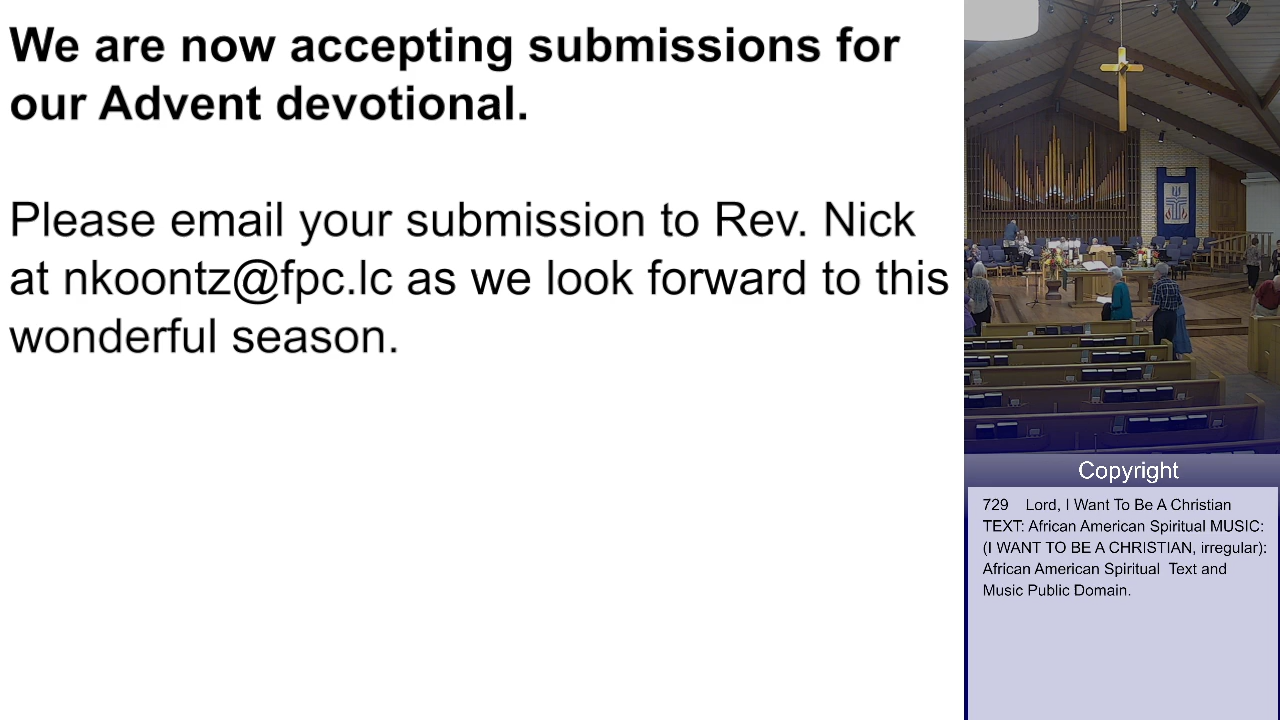 We are now accepting submissions for
our Advent devotional.
Please email your submission to Rev. Nick
at nkoontz@fpc.lc as we look forward to this
wonderful season.
Copyright
729 Lord, I Want To Be A Christian
TEXT: African American Spiritual MUSIC:
(I WANT TO BE A CHRISTIAN, irregular):
African American Spiritual Text and
Music Public Domain.